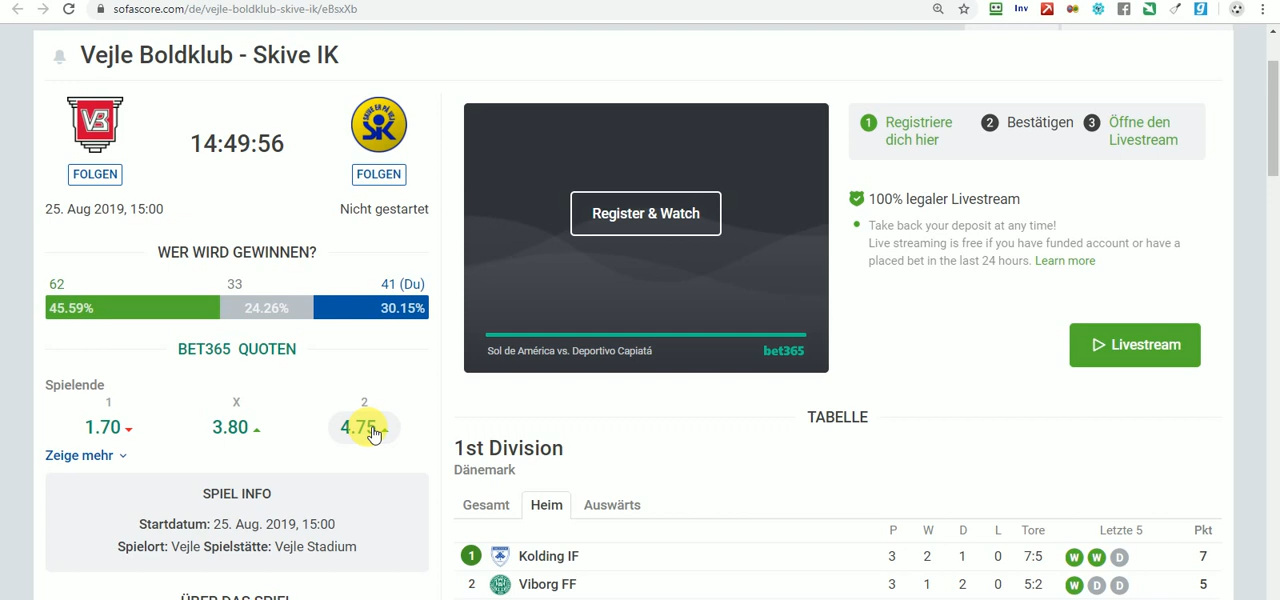 sofascore.com/de/vejle-boldklub-skive-ik/eBsxXb
Inv
Vejle Boldklub - Skive IK
VB
SK
14:49:56
FOLGEN
FOLGEN
25. Aug 2019, 15:00
Nicht gestartet
WER WIRD GEWINNEN?
62
33
41 (Du)
45.59%
24.26%
30.15%
BET365 QUOTEN
Spielende
1
X
2
1.70
3.80
4.75
Zeige mehr
SPIEL INFO
Startdatum: 25. Aug. 2019, 15:00
Spielort: Vejle Spielstätte: Vejle Stadium
ÜBER DAS SPIEL
Register & Watch
Sol de América vs. Deportivo Capiatá
bet365
1 Registriere dich hier
2 Bestätigen
3 Öffne den Livestream
100% legaler Livestream
Take back your deposit at any time!
Live streaming is free if you have funded account or have a
placed bet in the last 24 hours. Learn more
Livestream
TABELLE
1st Division
Dänemark
Gesamt Heim Auswärts
P W D L Tore Letzte 5 Pkt
1 Kolding IF 3 2 1 0 7:5 W W D 7
2 Viborg FF 3 1 2 0 5:2 W D D 5